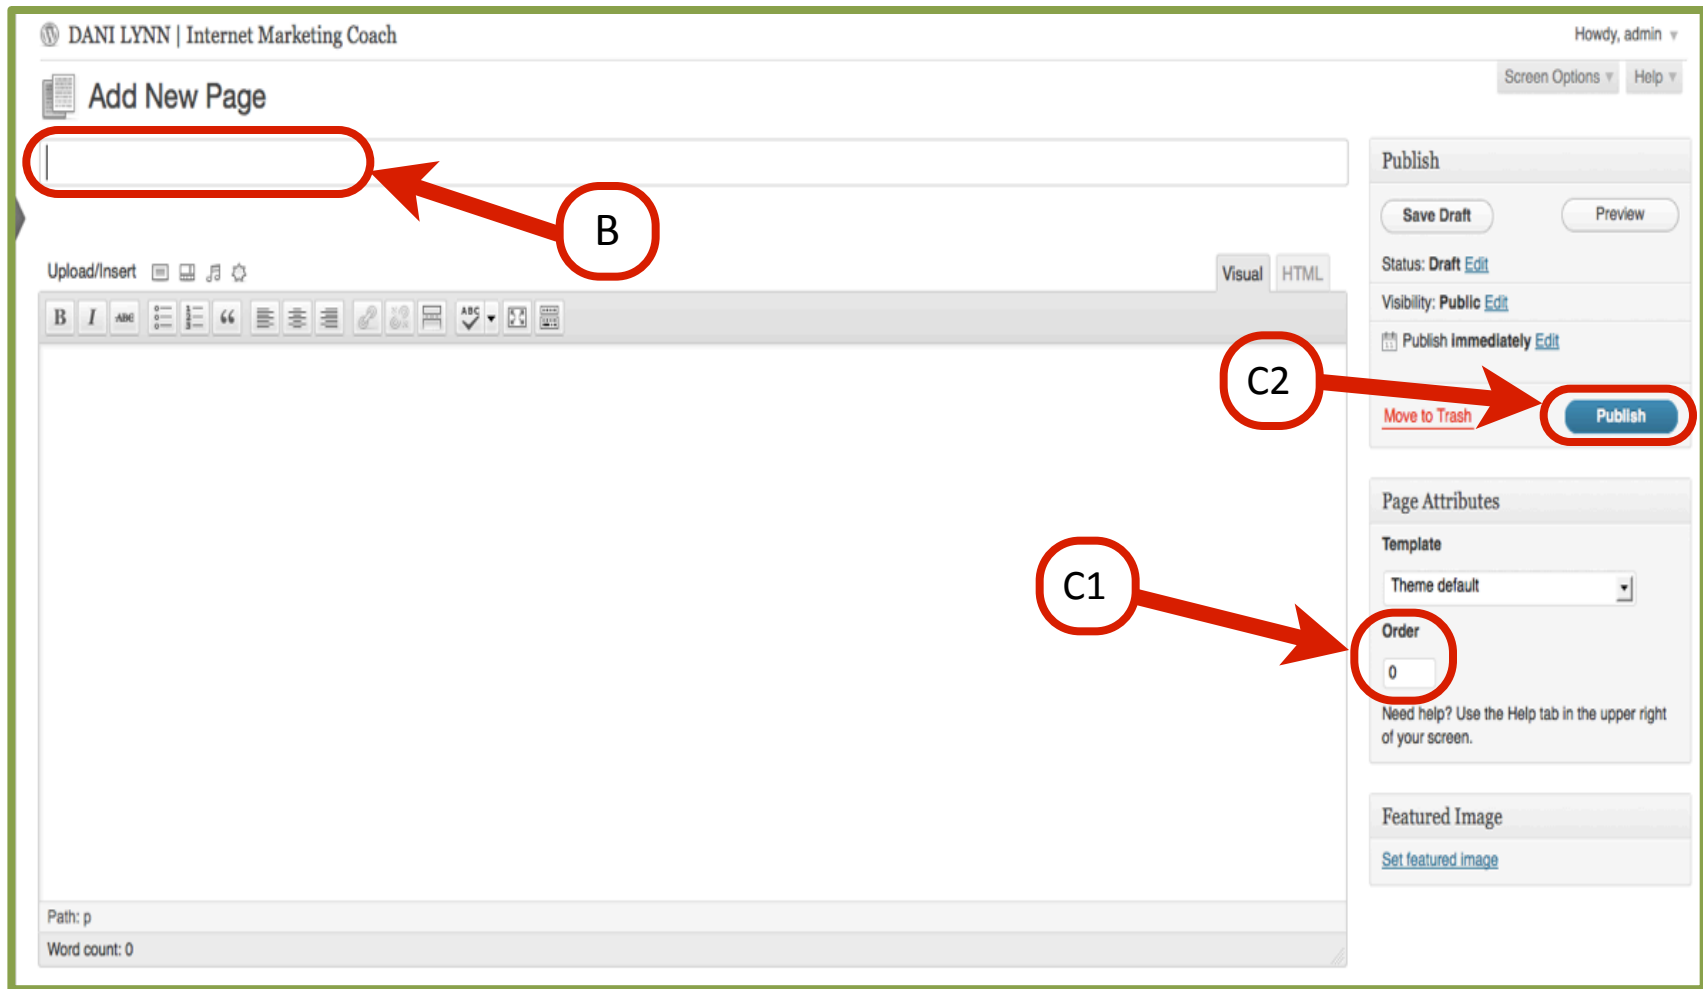 DANI LYNN | Internet Marketing Coach
Howdy, admin
Screen Options
Help
Add New Page
B
Upload/Insert
Visual
HTML
B I ABC
ABC
Path: p
Word count: 0
Publish
Save Draft
Preview
Status: Draft Edit
Visibility: Public Edit
Publish immediately Edit
C2
Move to Trash
Publish
Page Attributes
Template
Theme default
C1
Order
0
Need help? Use the Help tab in the upper right
of your screen.
Featured Image
Set featured image